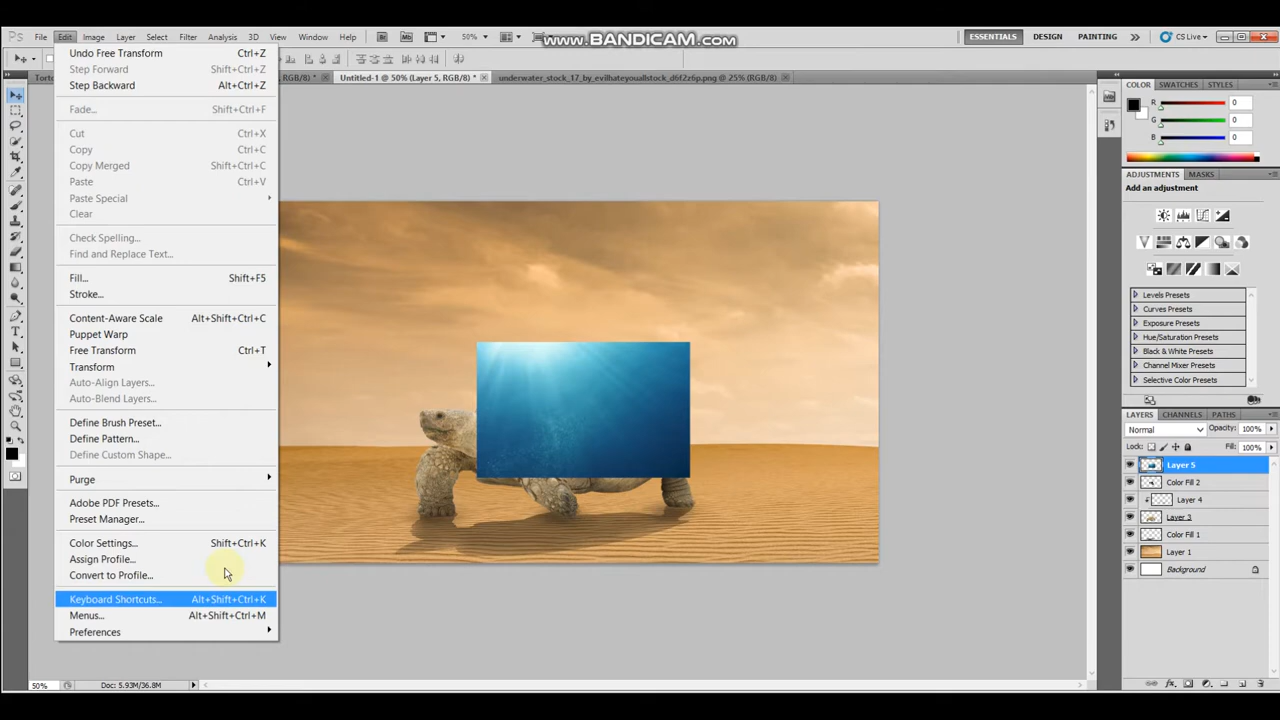 Ps File Edit Image Layer Select Filter Analysis 3D View Window Help Br Mb 50% www.BANDICAM.com ESSENTIALS DESIGN PAINTING CS Live
RGB/8) * × Untitled-1 @ 50% (Layer 5, RGB/8) * × underwater_stock_17_by_evilhateyouallstock_d6f2z6p.png @ 25% (RGB/8) ×
Undo Free Transform Ctrl+Z
Step Forward Shift+Ctrl+Z
Step Backward Alt+Ctrl+Z
Fade... Shift+Ctrl+F
Cut Ctrl+X
Copy Ctrl+C
Copy Merged Shift+Ctrl+C
Paste Ctrl+V
Paste Special
Clear
Check Spelling...
Find and Replace Text...
Fill... Shift+F5
Stroke...
Content-Aware Scale Alt+Shift+Ctrl+C
Puppet Warp
Free Transform Ctrl+T
Transform
Auto-Align Layers...
Auto-Blend Layers...
Define Brush Preset...
Define Pattern...
Define Custom Shape...
Purge
Adobe PDF Presets...
Preset Manager...
Color Settings... Shift+Ctrl+K
Assign Profile...
Convert to Profile...
Keyboard Shortcuts... Alt+Shift+Ctrl+K
Menus... Alt+Shift+Ctrl+M
Preferences
COLOR SWATCHES STYLES
R 0
G 0
B 0
ADJUSTMENTS MASKS
Add an adjustment
Levels Presets
Curves Presets
Exposure Presets
Hue/Saturation Presets
Black & White Presets
Channel Mixer Presets
Selective Color Presets
LAYERS CHANNELS PATHS
Normal Opacity: 100%
Lock: Fill: 100%
Layer 5
Color Fill 2
Layer 4
Layer 3
Color Fill 1
Layer 1
Background
50% Doc: 5.93M/36.8M